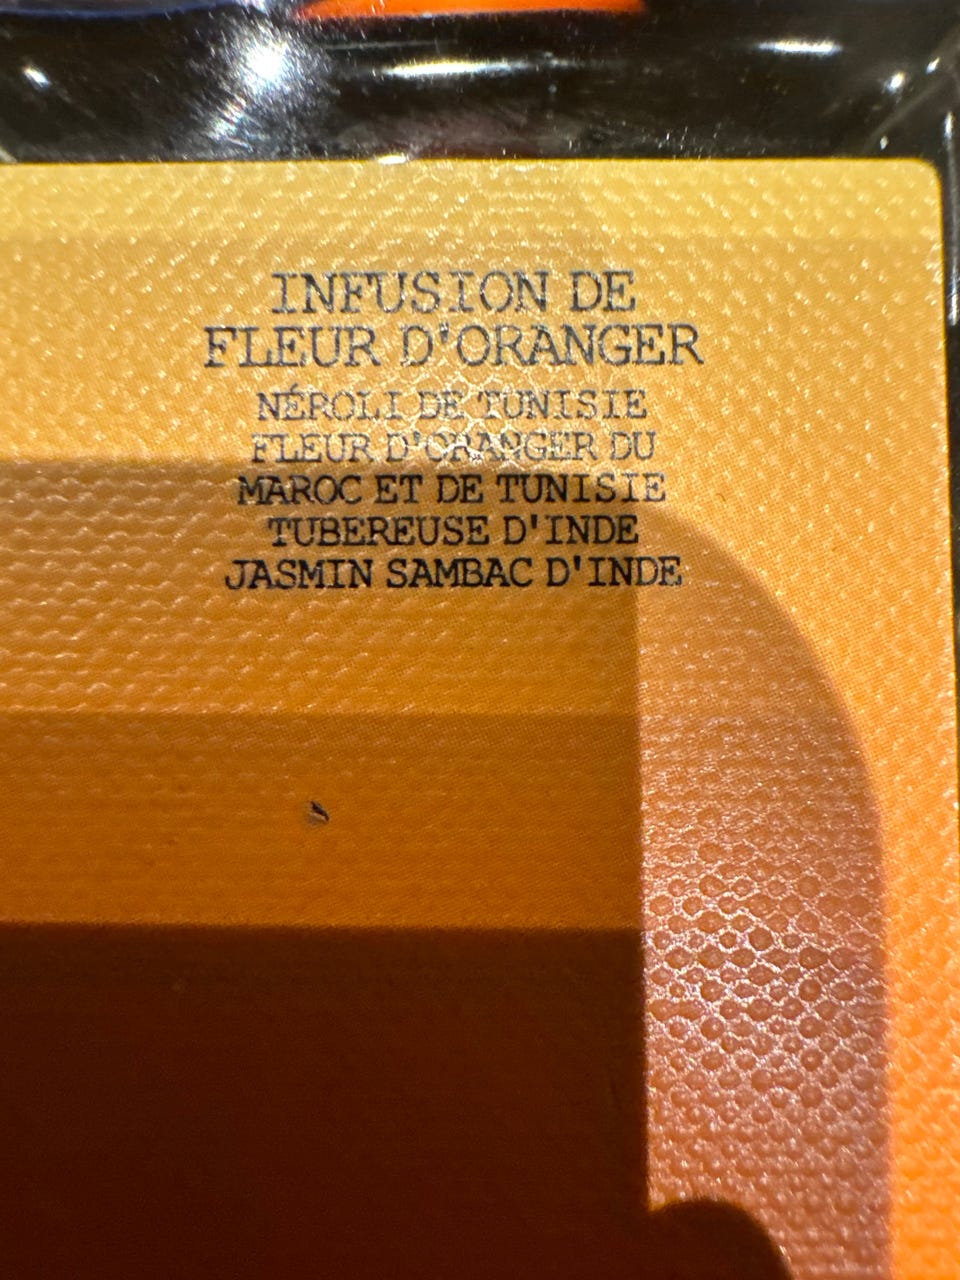 INFUSION DE
FLEUR D'ORANGER
NÉROLI DE TUNISIE
FLEUR D'ORANGER DU
MAROC ET DE TUNISIE
TUBEREUSE D'INDE
JASMIN SAMBAC D'INDE